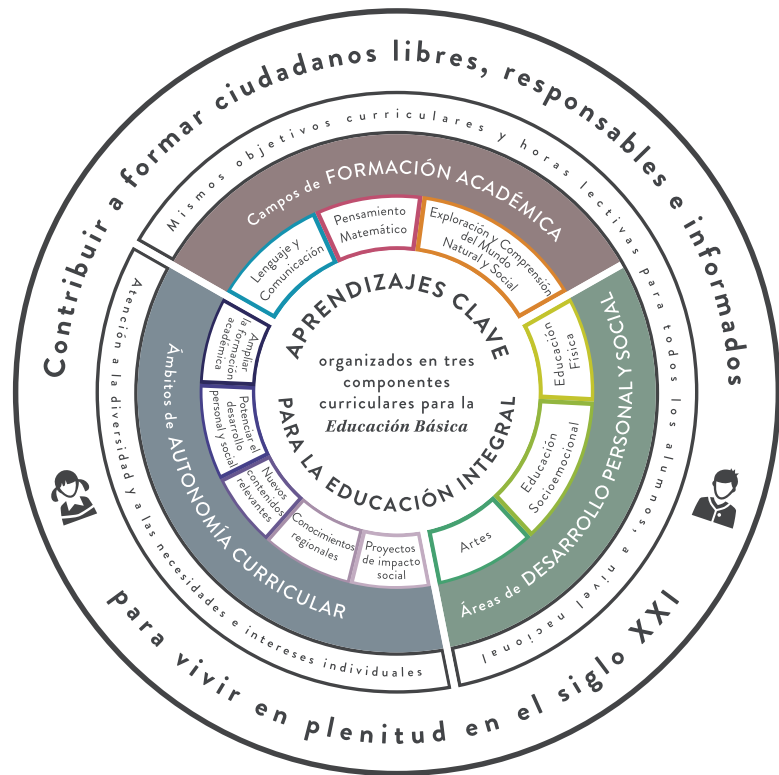 Contribuir a formar ciudadanos libres, responsables e informados
para vivir en plenitud en el siglo XXI
Mismos objetivos curriculares y horas lectivas para todos los alumnos, a nivel nacional
Atención a la diversidad y a las necesidades e intereses individuales
Campos de FORMACIÓN ACADÉMICA
Lenguaje y
Comunicación
Pensamiento
Matemático
Exploración y Comprensión
del Mundo
Natural y Social
Áreas de DESARROLLO PERSONAL Y SOCIAL
Educación
Física
Educación
Socioemocional
Artes
Ámbitos de AUTONOMÍA CURRICULAR
Ampliar
la formación
académica
Potenciar el
desarrollo
personal y social
Nuevos
contenidos
relevantes
Conocimientos
regionales
Proyectos
de impacto
social
APRENDIZAJES CLAVE
organizados en tres
componentes
curriculares para la
Educación Básica
PARA LA EDUCACIÓN INTEGRAL